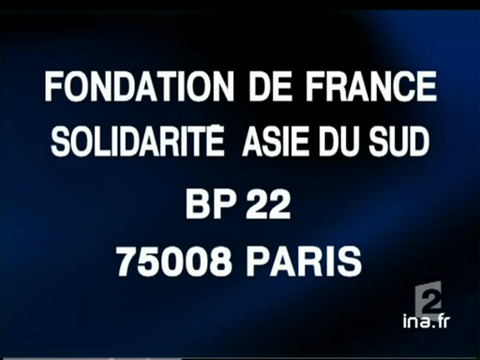 FONDATION DE FRANCE
SOLIDARITÉ ASIE DU SUD
BP 22
75008 PARIS
2
ina.fr